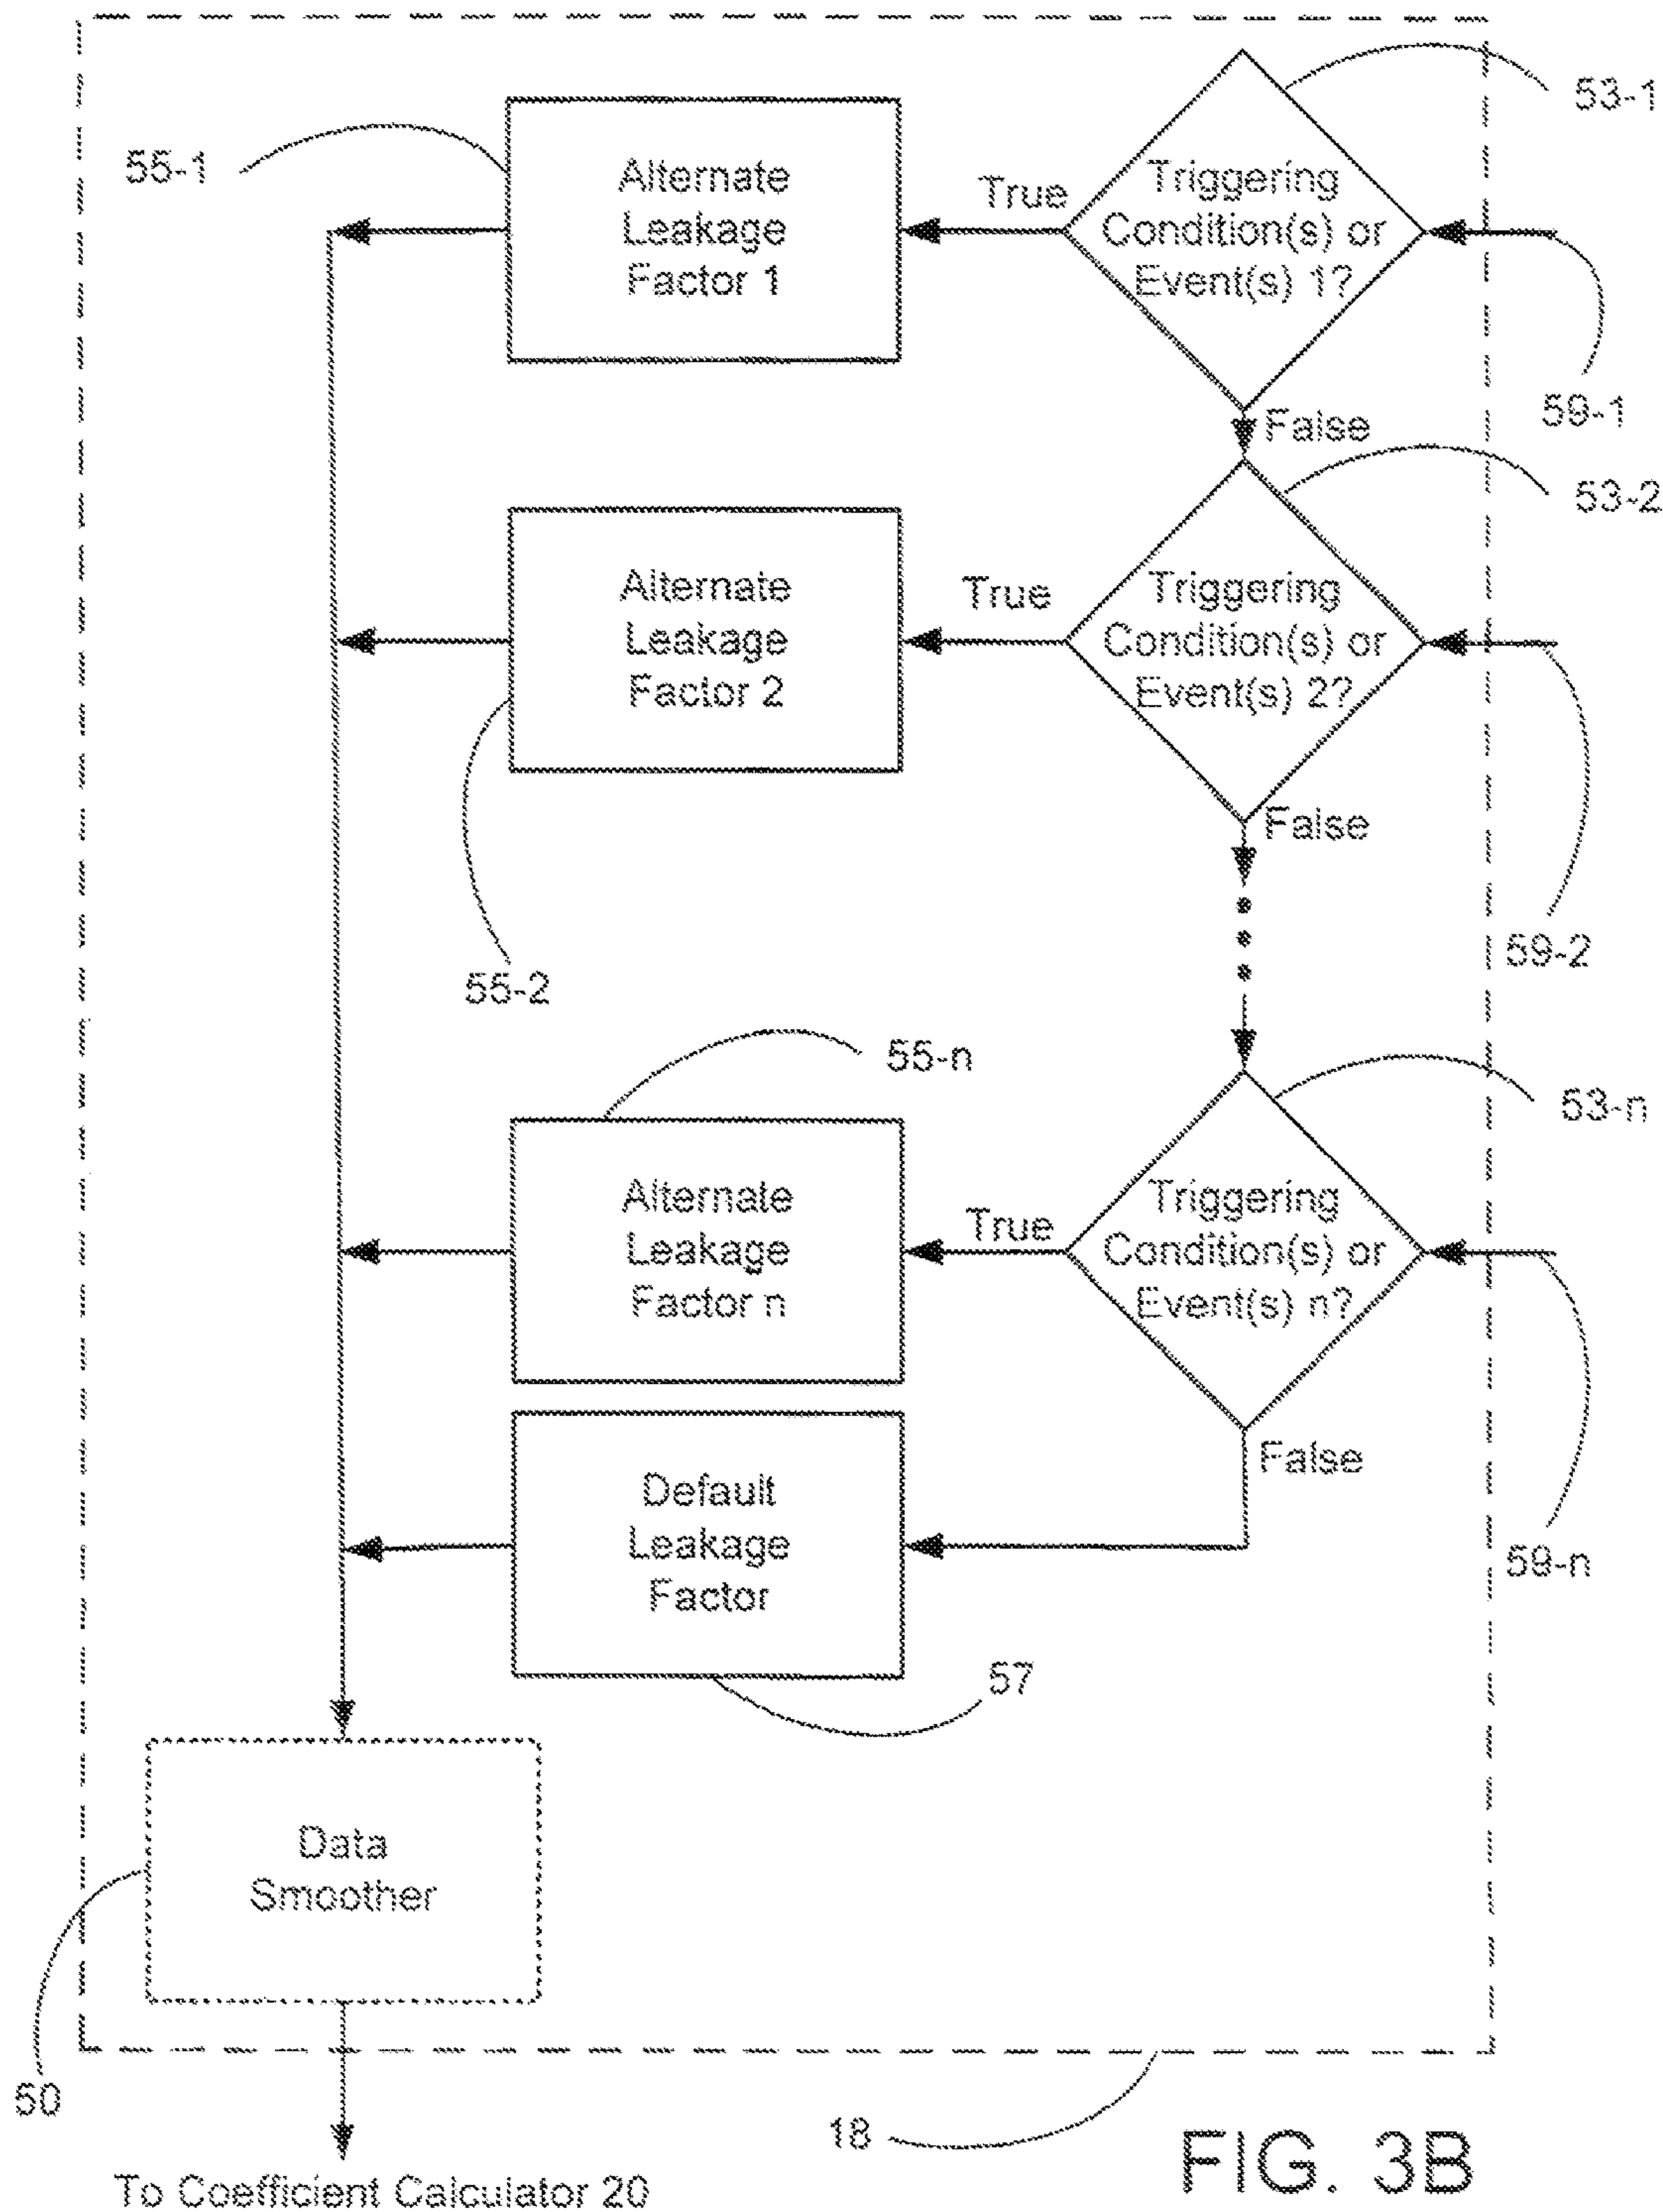 53-1
55-1
Alternate
Leakage
Factor 1
True
Triggering
Condition(s) or
Event(s) 1?
59-1
False
53-2
Alternate
Leakage
Factor 2
True
Triggering
Condition(s) or
Event(s) 2?
False
59-2
55-2
55-n
53-n
Alternate
Leakage
Factor n
True
Triggering
Condition(s) or
Event(s) n?
False
59-n
Default
Leakage
Factor
57
Data
Smoother
50
18
FIG. 3B
To Coefficient Calculator 20